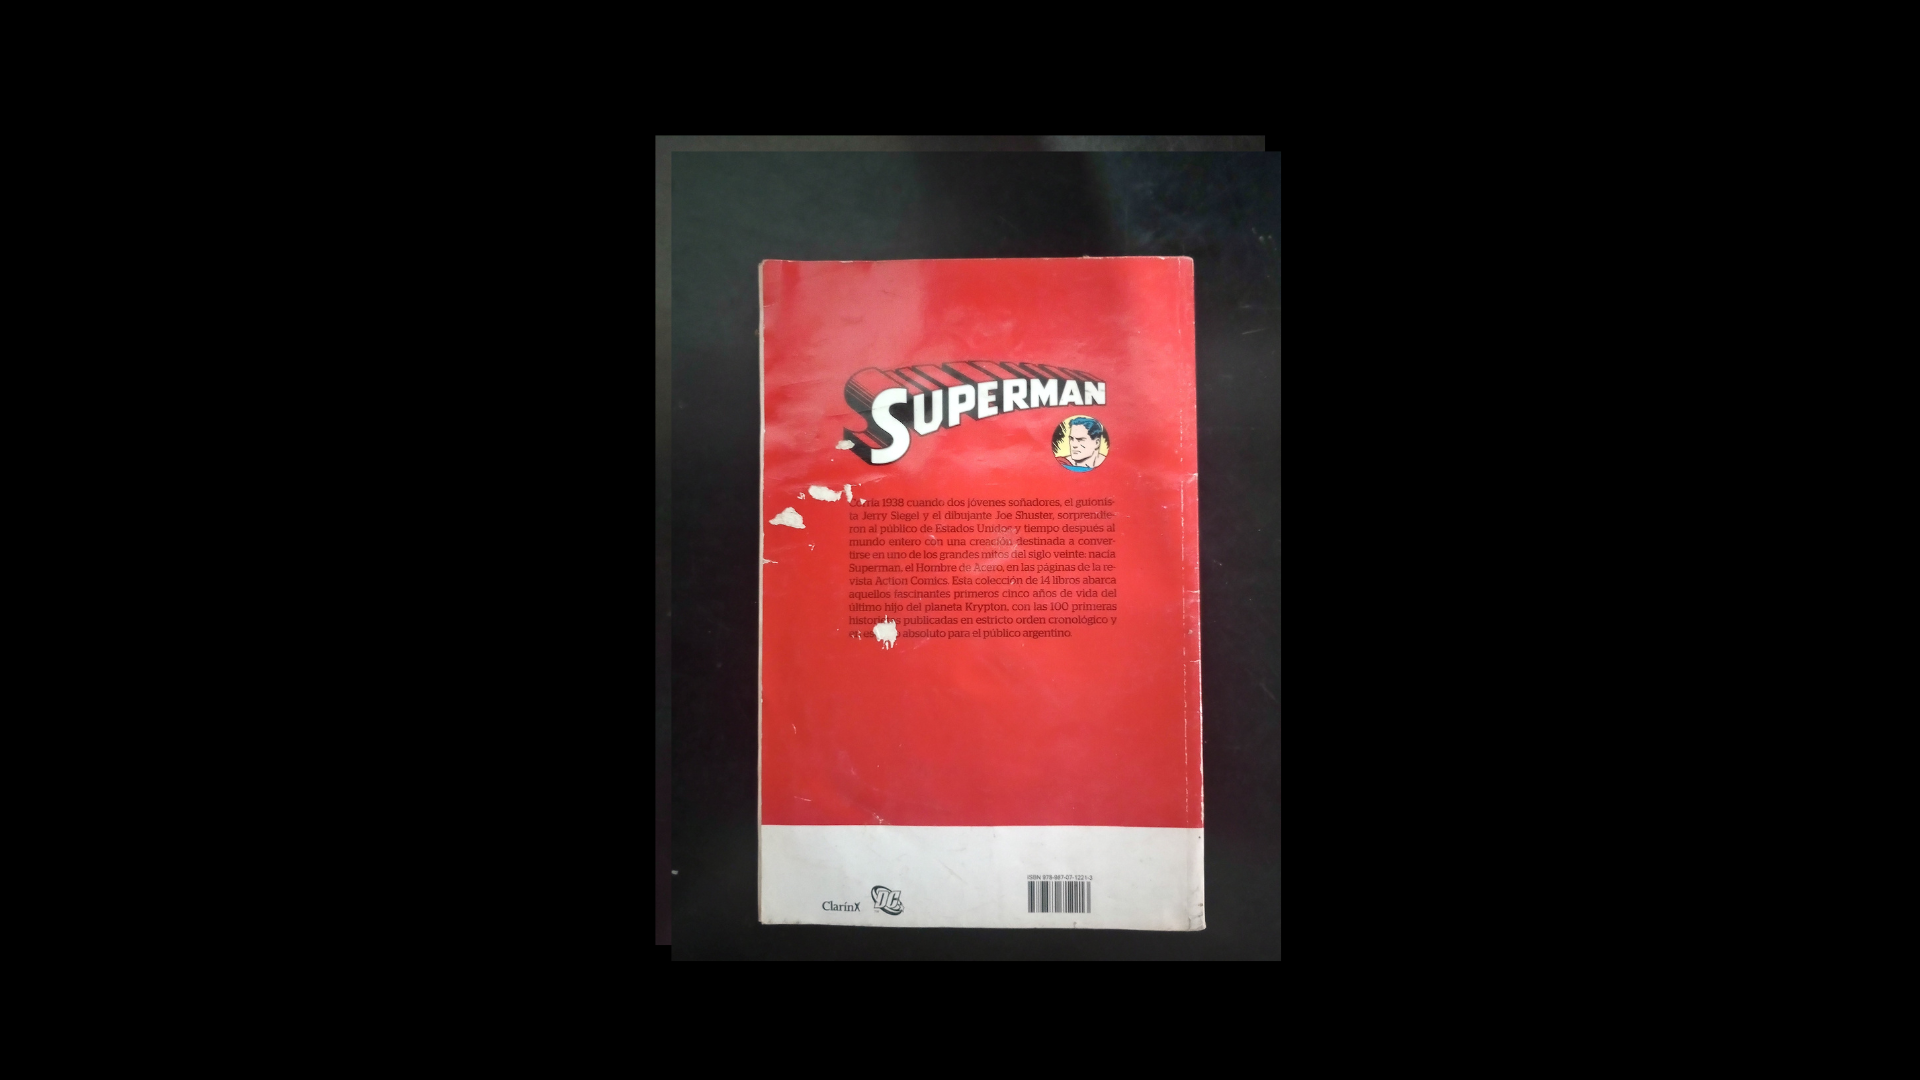 SUPERMAN
Corría 1938 cuando dos jóvenes soñadores, el guionis-
ta Jerry Siegel y el dibujante Joe Shuster, sorprendie-
ron al público de Estados Unidos y tiempo después al
mundo entero con una creación destinada a conver-
tirse en uno de los grandes mitos del siglo veinte: nacía
Superman, el Hombre de Acero, en las páginas de la re-
vista Action Comics. Esta colección de 14 libros abarca
aquellos fascinantes primeros cinco años de vida del
último hijo del planeta Krypton, con las 100 primeras
historietas publicadas en estricto orden cronológico y
absoluto para el público argentino.
ISBN 978-987-07-1221-3
Clarín
DC